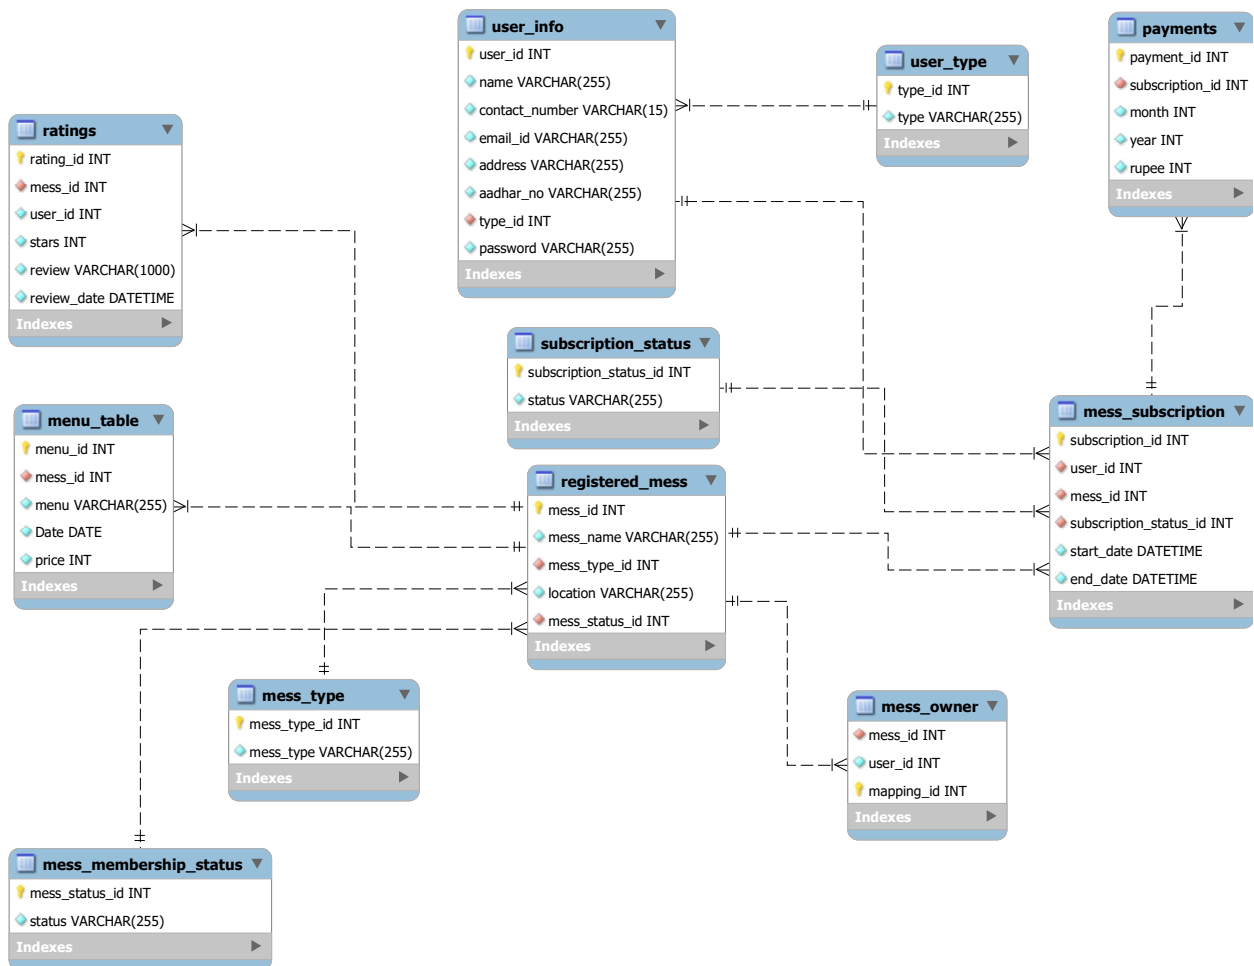 user_info
user_id INT
name VARCHAR(255)
contact_number VARCHAR(15)
email_id VARCHAR(255)
address VARCHAR(255)
aadhar_no VARCHAR(255)
type_id INT
password VARCHAR(255)
Indexes
user_type
type_id INT
type VARCHAR(255)
Indexes
payments
payment_id INT
subscription_id INT
month INT
year INT
rupee INT
Indexes
ratings
rating_id INT
mess_id INT
user_id INT
stars INT
review VARCHAR(1000)
review_date DATETIME
Indexes
subscription_status
subscription_status_id INT
status VARCHAR(255)
Indexes
menu_table
menu_id INT
mess_id INT
menu VARCHAR(255)
Date DATE
price INT
Indexes
registered_mess
mess_id INT
mess_name VARCHAR(255)
mess_type_id INT
location VARCHAR(255)
mess_status_id INT
Indexes
mess_subscription
subscription_id INT
user_id INT
mess_id INT
subscription_status_id INT
start_date DATETIME
end_date DATETIME
Indexes
mess_type
mess_type_id INT
mess_type VARCHAR(255)
Indexes
mess_owner
mess_id INT
user_id INT
mapping_id INT
Indexes
mess_membership_status
mess_status_id INT
status VARCHAR(255)
Indexes